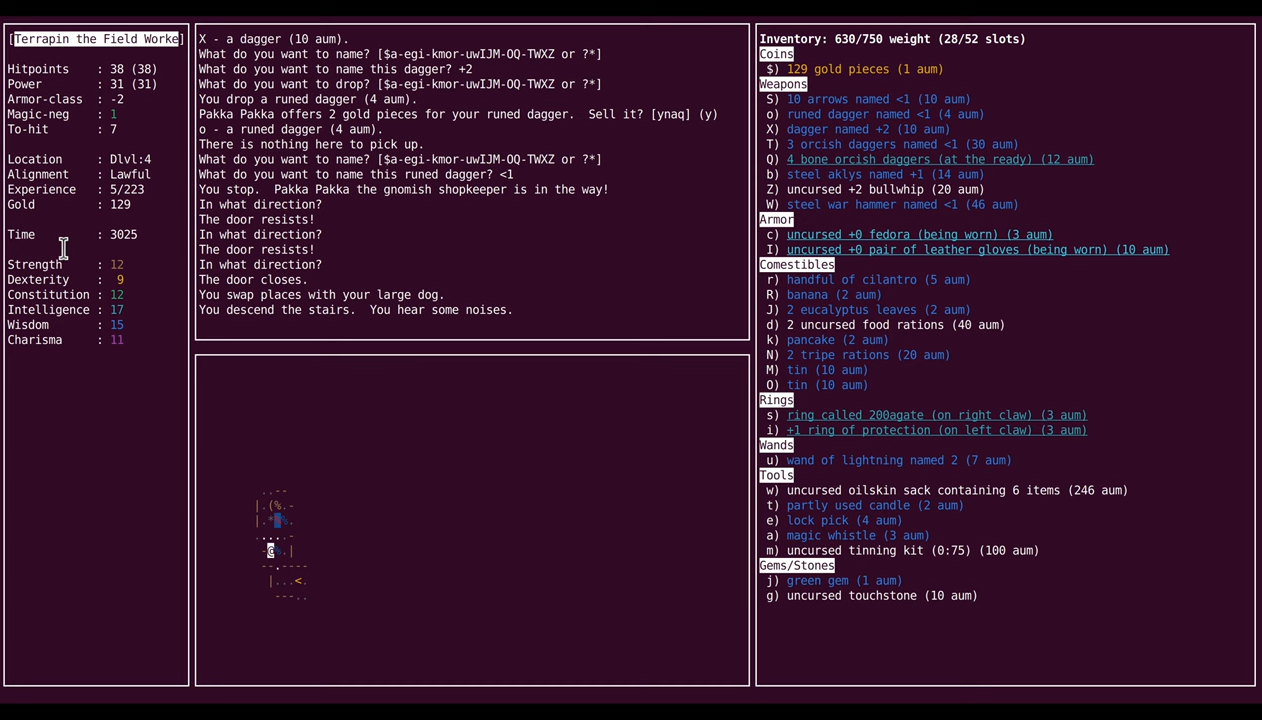 [Terrapin the Field Worke]
Hitpoints : 38 (38)
Power : 31 (31)
Armor-class : -2
Magic-neg : 1
To-hit : 7
Location : Dlvl:4
Alignment : Lawful
Experience : 5/223
Gold : 129
Time : 3025
Strength : 12
Dexterity : 9
Constitution : 12
Intelligence : 17
Wisdom : 15
Charisma : 11
X - a dagger (10 aum).
What do you want to name? [$a-egi-kmor-uwIJM-OQ-TWXZ or ?*]
What do you want to name this dagger? +2
What do you want to drop? [$a-egi-kmor-uwIJM-OQ-TWXZ or ?*]
You drop a runed dagger (4 aum).
Pakka Pakka offers 2 gold pieces for your runed dagger.  Sell it? [ynaq] (y)
o - a runed dagger (4 aum).
There is nothing here to pick up.
What do you want to name? [$a-egi-kmor-uwIJM-OQ-TWXZ or ?*]
What do you want to name this runed dagger? <1
You stop.  Pakka Pakka the gnomish shopkeeper is in the way!
In what direction?
The door resists!
In what direction?
The door resists!
In what direction?
The door closes.
You swap places with your large dog.
You descend the stairs.  You hear some noises.
..--
|.(%.-
|.*%%.
.....-
-@%.|
--.----
|...<.
---..
Inventory: 630/750 weight (28/52 slots)
Coins
$) 129 gold pieces (1 aum)
Weapons
S) 10 arrows named <1 (10 aum)
o) runed dagger named <1 (4 aum)
X) dagger named +2 (10 aum)
T) 3 orcish daggers named <1 (30 aum)
Q) 4 bone orcish daggers (at the ready) (12 aum)
b) steel aklys named +1 (14 aum)
Z) uncursed +2 bullwhip (20 aum)
W) steel war hammer named <1 (46 aum)
Armor
c) uncursed +0 fedora (being worn) (3 aum)
I) uncursed +0 pair of leather gloves (being worn) (10 aum)
Comestibles
r) handful of cilantro (5 aum)
R) banana (2 aum)
J) 2 eucalyptus leaves (2 aum)
d) 2 uncursed food rations (40 aum)
k) pancake (2 aum)
N) 2 tripe rations (20 aum)
M) tin (10 aum)
O) tin (10 aum)
Rings
s) ring called 200agate (on right claw) (3 aum)
i) +1 ring of protection (on left claw) (3 aum)
Wands
u) wand of lightning named 2 (7 aum)
Tools
w) uncursed oilskin sack containing 6 items (246 aum)
t) partly used candle (2 aum)
e) lock pick (4 aum)
a) magic whistle (3 aum)
m) uncursed tinning kit (0:75) (100 aum)
Gems/Stones
j) green gem (1 aum)
g) uncursed touchstone (10 aum)